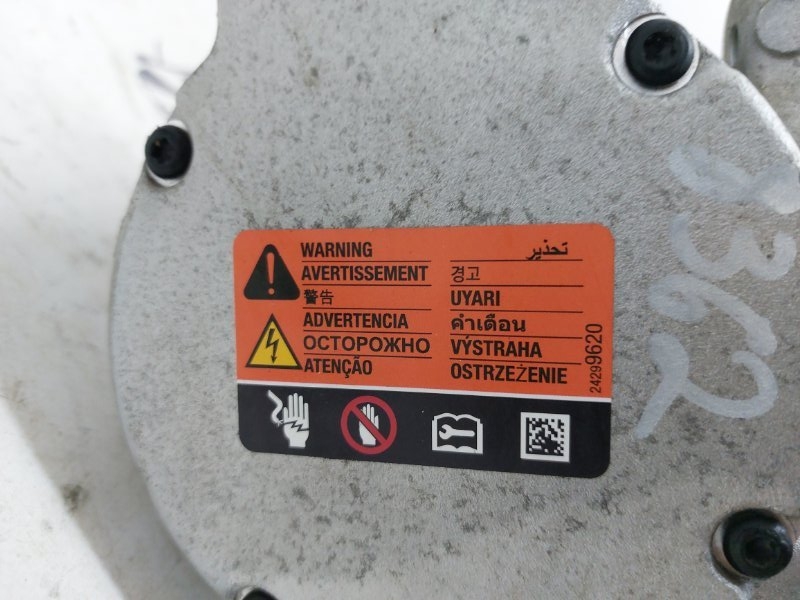 WARNING
AVERTISSEMENT
警告
ADVERTENCIA
ОСТОРОЖНО
ATENÇÃO
تحذير
경고
UYARI
คำเตือน
VÝSTRAHA
OSTRZEŻENIE
24299620
8362